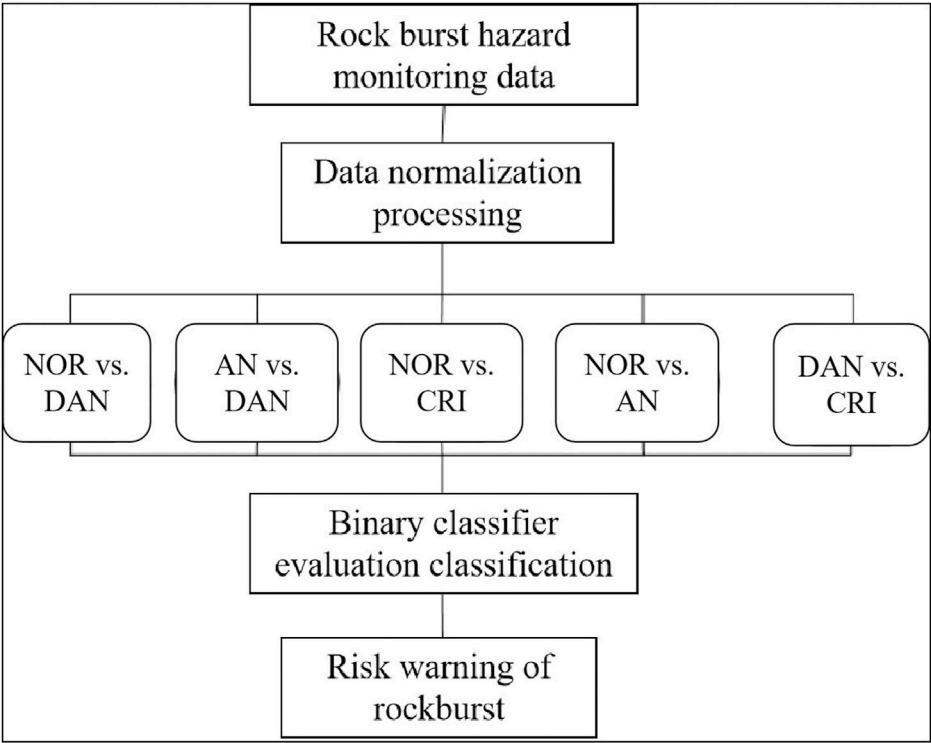 Rock burst hazard
monitoring data
Data normalization
processing
NOR vs.
DAN
AN vs.
DAN
NOR vs.
CRI
NOR vs.
AN
DAN vs.
CRI
Binary classifier
evaluation classification
Risk warning of
rockburst